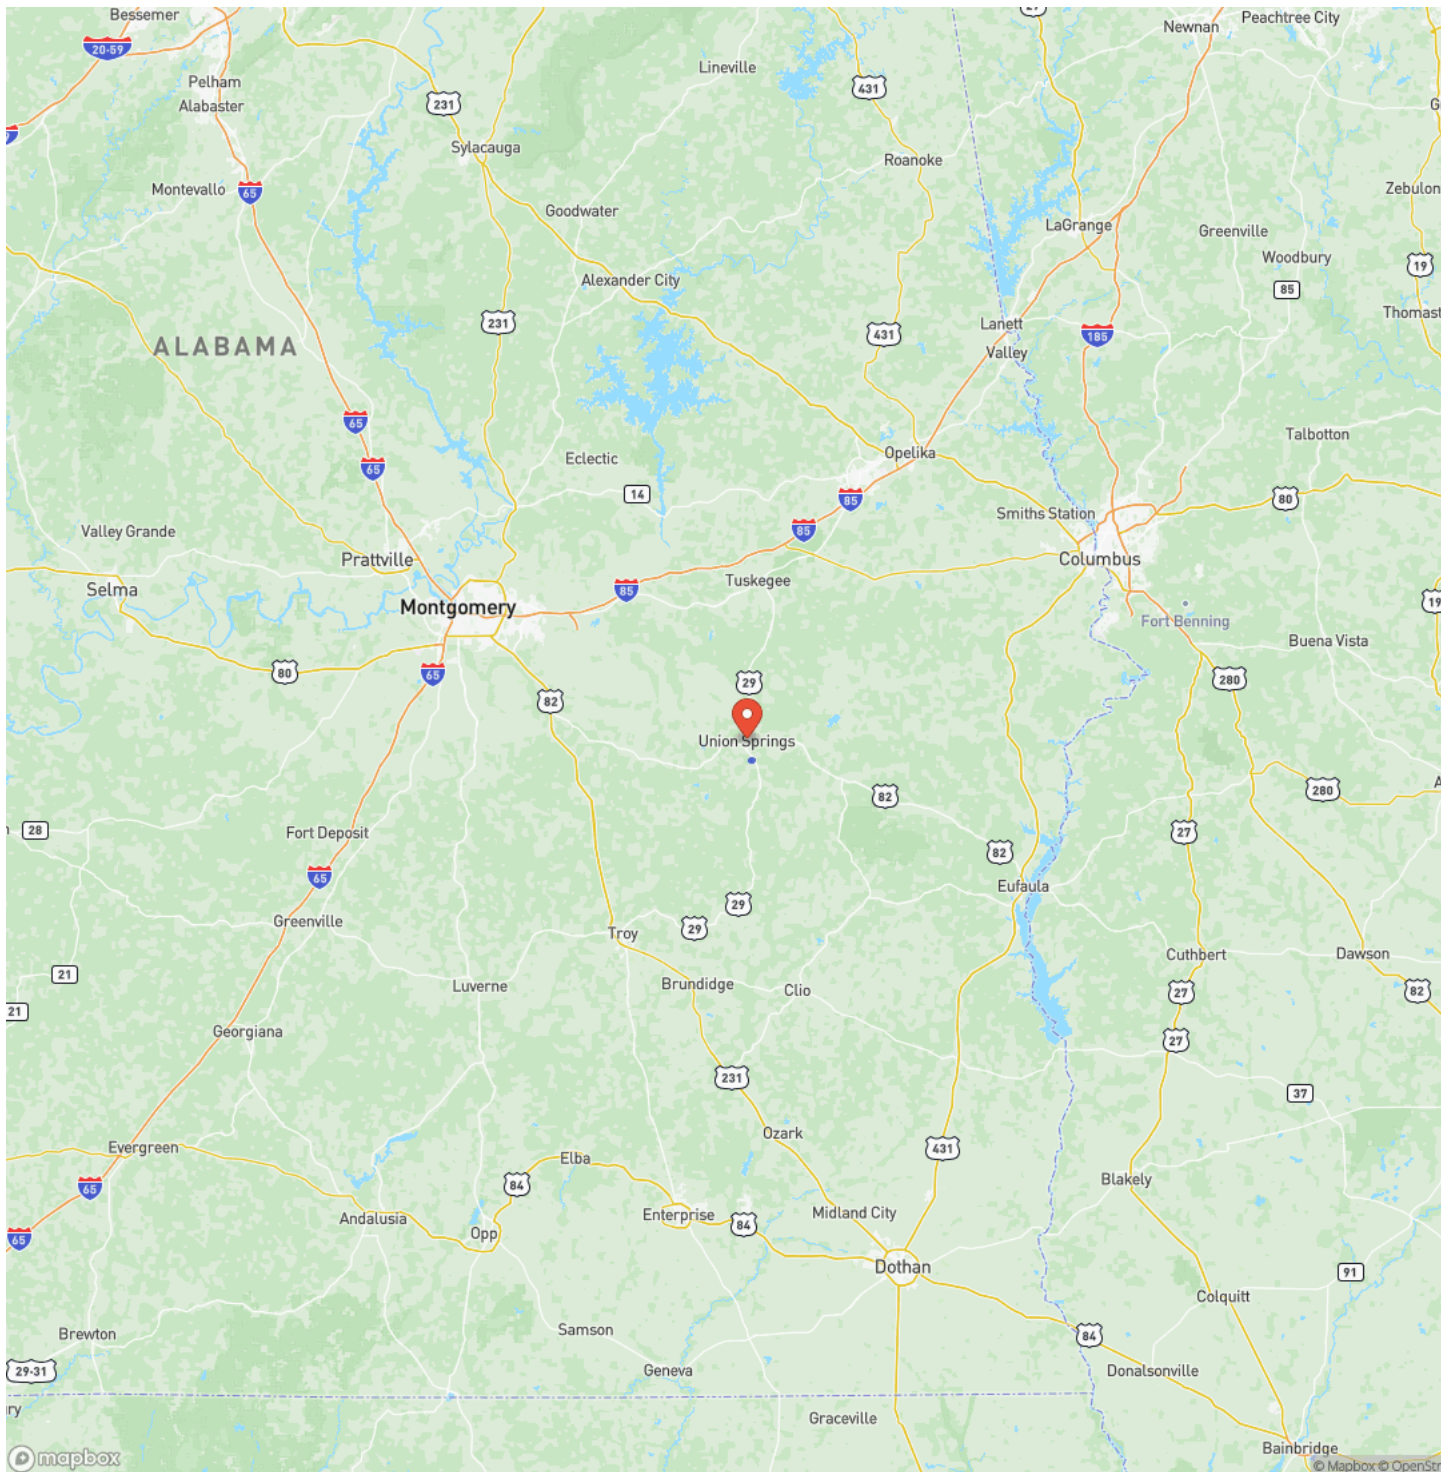 Bessemer
27
Peachtree City
Newnan
20-59
Lineville
Pelham
431
231
Alabaster
Sylacauga
Roanoke
Montevallo
65
Zebulon
Goodwater
LaGrange
Greenville
Woodbury
19
Alexander City
85
231
Lanett
Thomast
431
185
ALABAMA
Valley
65
Talbotton
Opelika
Eclectic
65
14
85
80
Smiths Station
Valley Grande
85
Prattville
Columbus
Tuskegee
Selma
85
19
Montgomery
Fort Benning
Buena Vista
80
65
29
280
82
Union Springs
280
82
28
Fort Deposit
27
82
65
Eufaula
29
Greenville
29
Troy
Cuthbert
Dawson
21
Brundidge
Luverne
Clio
27
82
21
Georgiana
27
231
37
Ozark
Evergreen
431
Elba
Blakely
65
84
Midland City
Enterprise
Andalusia
84
Opp
65
Dothan
91
Colquitt
Samson
Brewton
84
29-31
Geneva
Donalsonville
ry
Graceville
Bainbridge
mapbox
© Mapbox © OpenStr